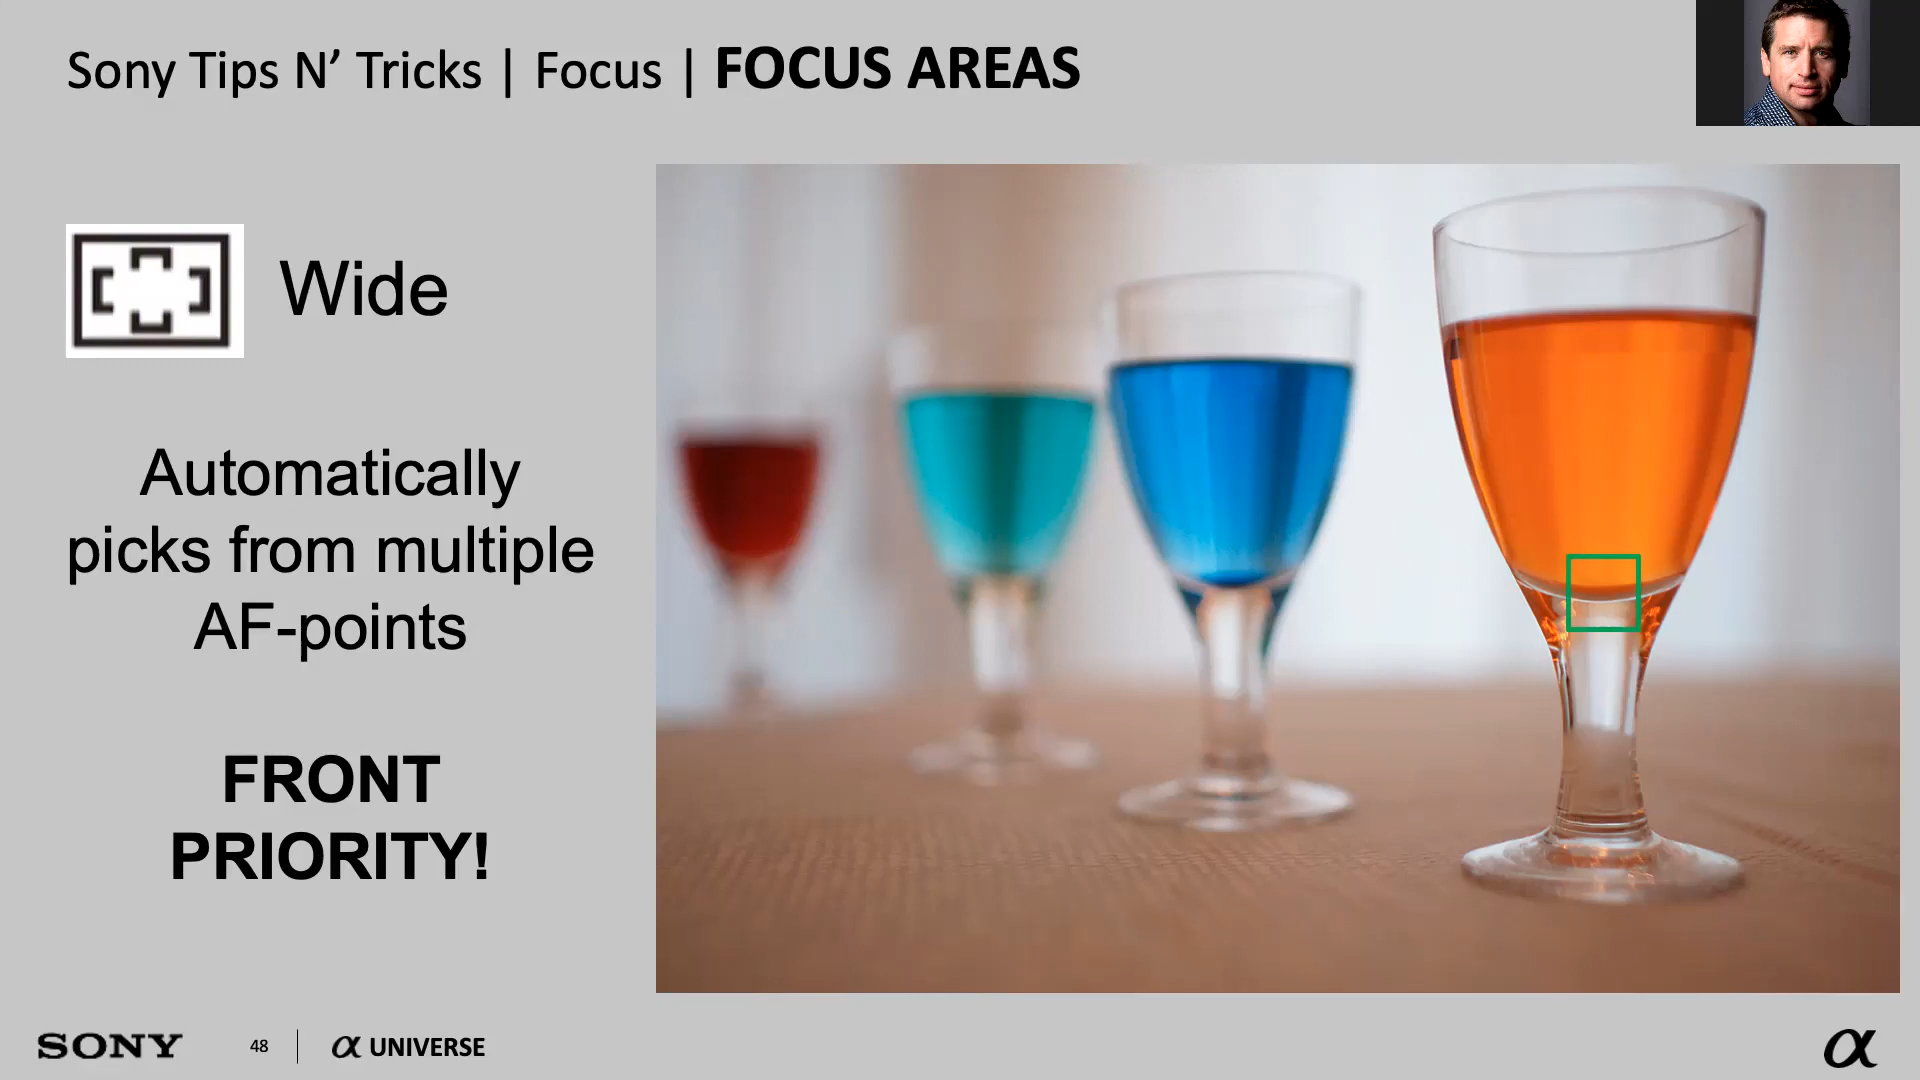 Sony Tips N’ Tricks | Focus | FOCUS AREAS
Wide
Automatically
picks from multiple
AF-points
FRONT
PRIORITY!
SONY
48
α UNIVERSE
α